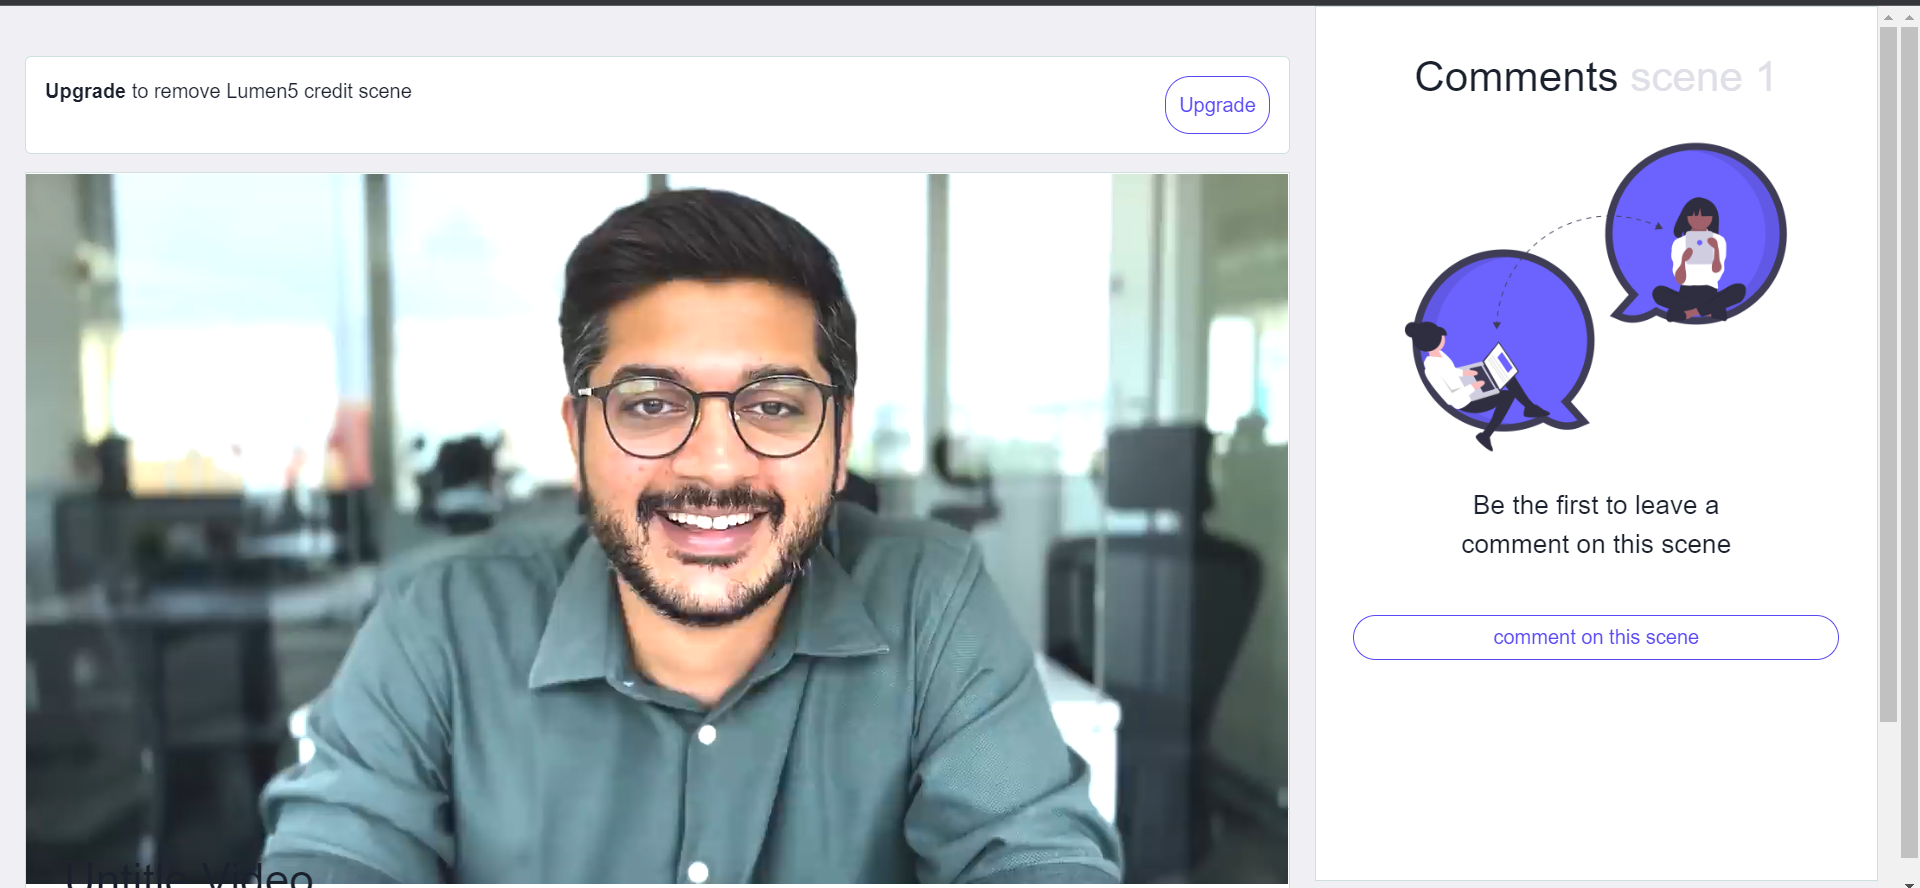 Upgrade to remove Lumen5 credit scene
Upgrade
Untitle Video
Comments scene 1
Be the first to leave a
comment on this scene
comment on this scene